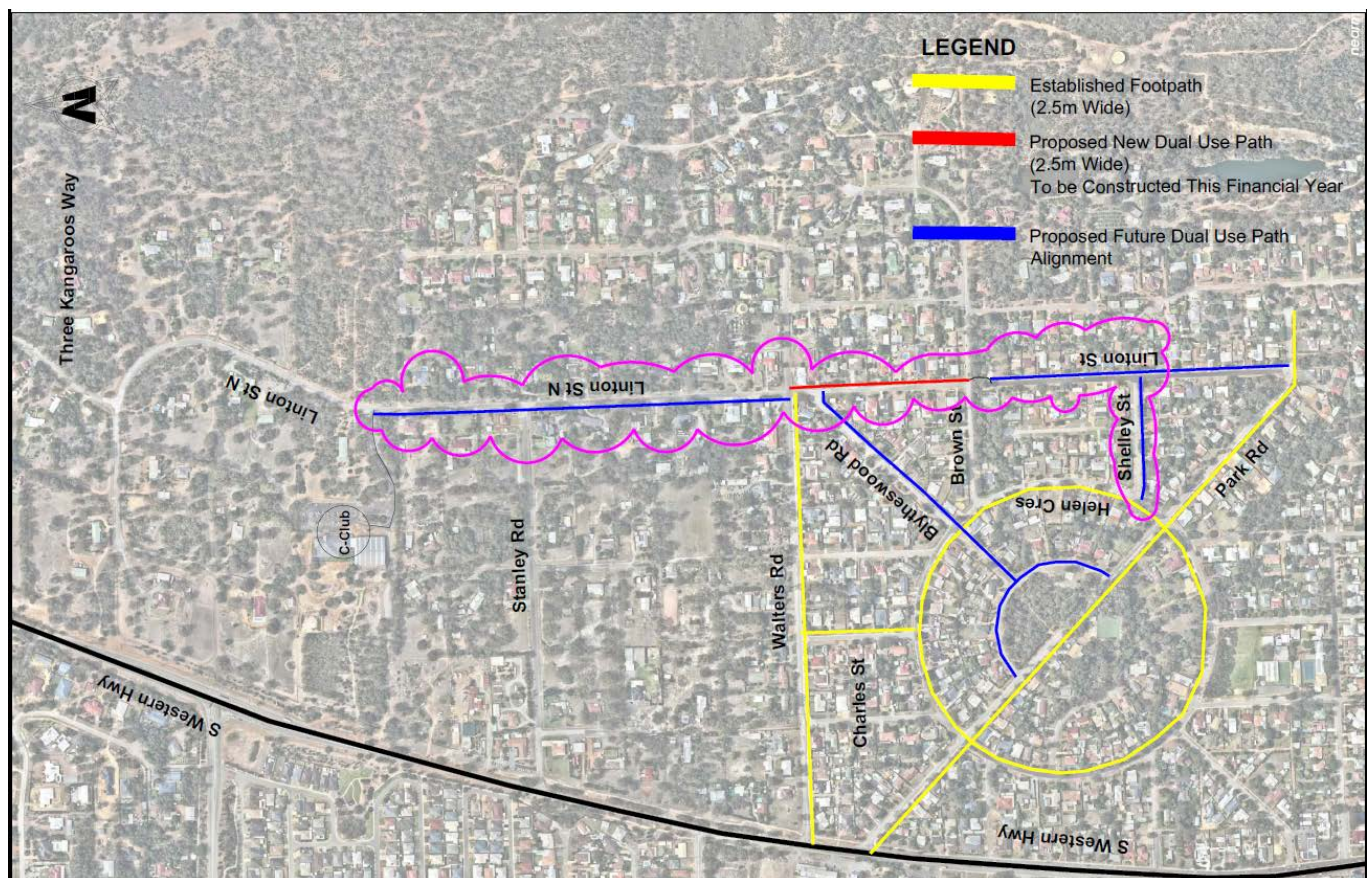 LEGEND
Established Footpath
(2.5m Wide)
Proposed New Dual Use Path
(2.5m Wide)
To be Constructed This Financial Year
Proposed Future Dual Use Path
Alignment
N
Three Kangaroos Way
Linton St N
Linton St N
Linton St
C-Club
Stanley Rd
Walters Rd
Blytheswood Rd
Brown St
Shelley St
Park Rd
Helen Cres
Charles St
S Western Hwy
S Western Hwy